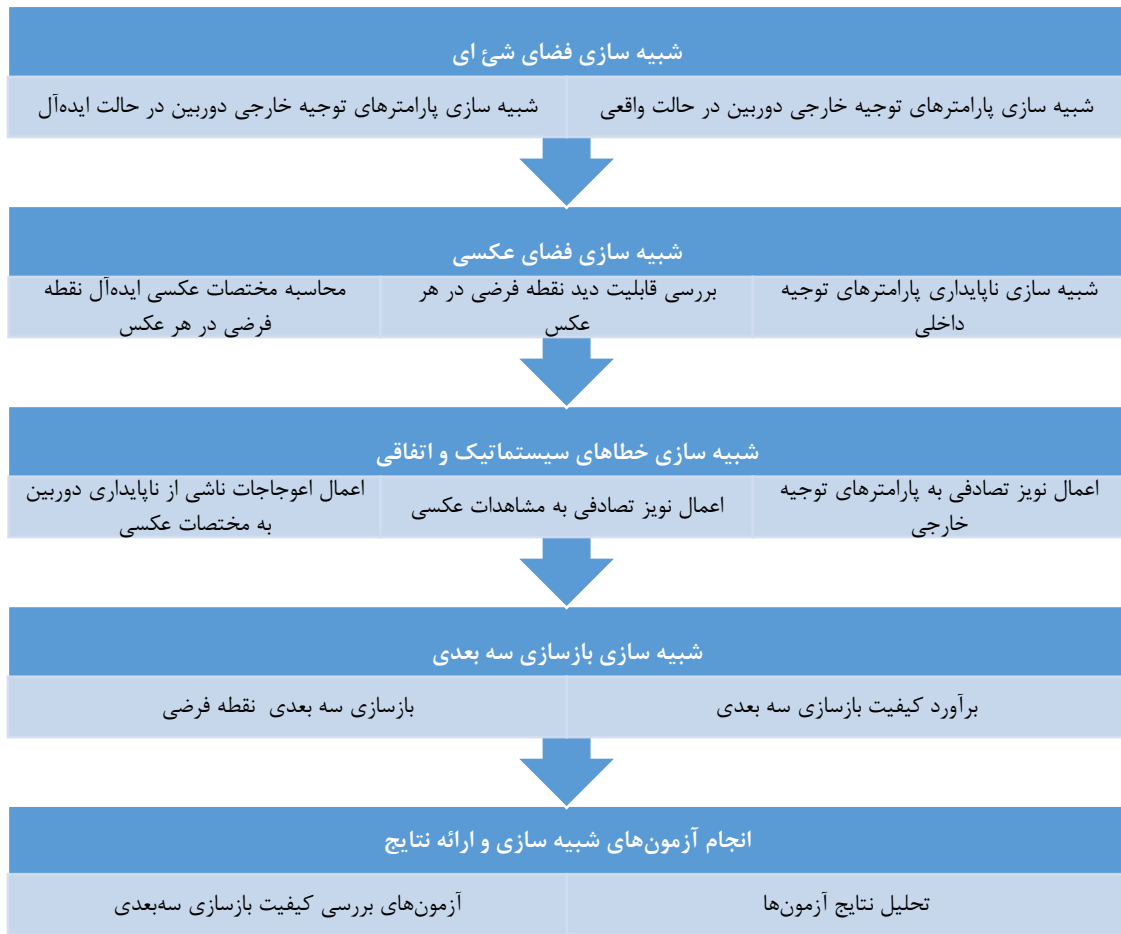 شبیه سازی فضای شئ ای
شبیه سازی پارامترهای توجیه خارجی دوربین در حالت واقعی
شبیه سازی پارامترهای توجیه خارجی دوربین در حالت ایده‌آل
شبیه سازی فضای عکسی
شبیه سازی ناپایداری پارامترهای توجیه
داخلی
بررسی قابلیت دید نقطه فرضی در هر
عکس
محاسبه مختصات عکسی ایده‌آل نقطه
فرضی در هر عکس
شبیه سازی خطاهای سیستماتیک و اتفاقی
اعمال نویز تصادفی به پارامترهای توجیه
خارجی
اعمال نویز تصادفی به مشاهدات عکسی
اعمال اعوجاجات ناشی از ناپایداری دوربین
به مختصات عکسی
شبیه سازی بازسازی سه بعدی
برآورد کیفیت بازسازی سه بعدی
بازسازی سه بعدی نقطه فرضی
انجام آزمون‌های شبیه سازی و ارائه نتایج
تحلیل نتایج آزمون‌ها
آزمون‌های بررسی کیفیت بازسازی سه‌بعدی